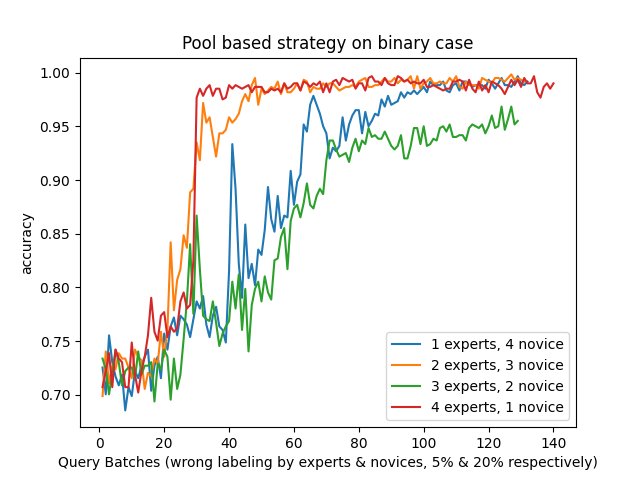 Pool based strategy on binary case
1.00
0.95
0.90
0.85
0.80
0.75
0.70
accuracy
1 experts, 4 novice
2 experts, 3 novice
3 experts, 2 novice
4 experts, 1 novice
0 20 40 60 80 100 120 140
Query Batches (wrong labeling by experts & novices, 5% & 20% respectively)